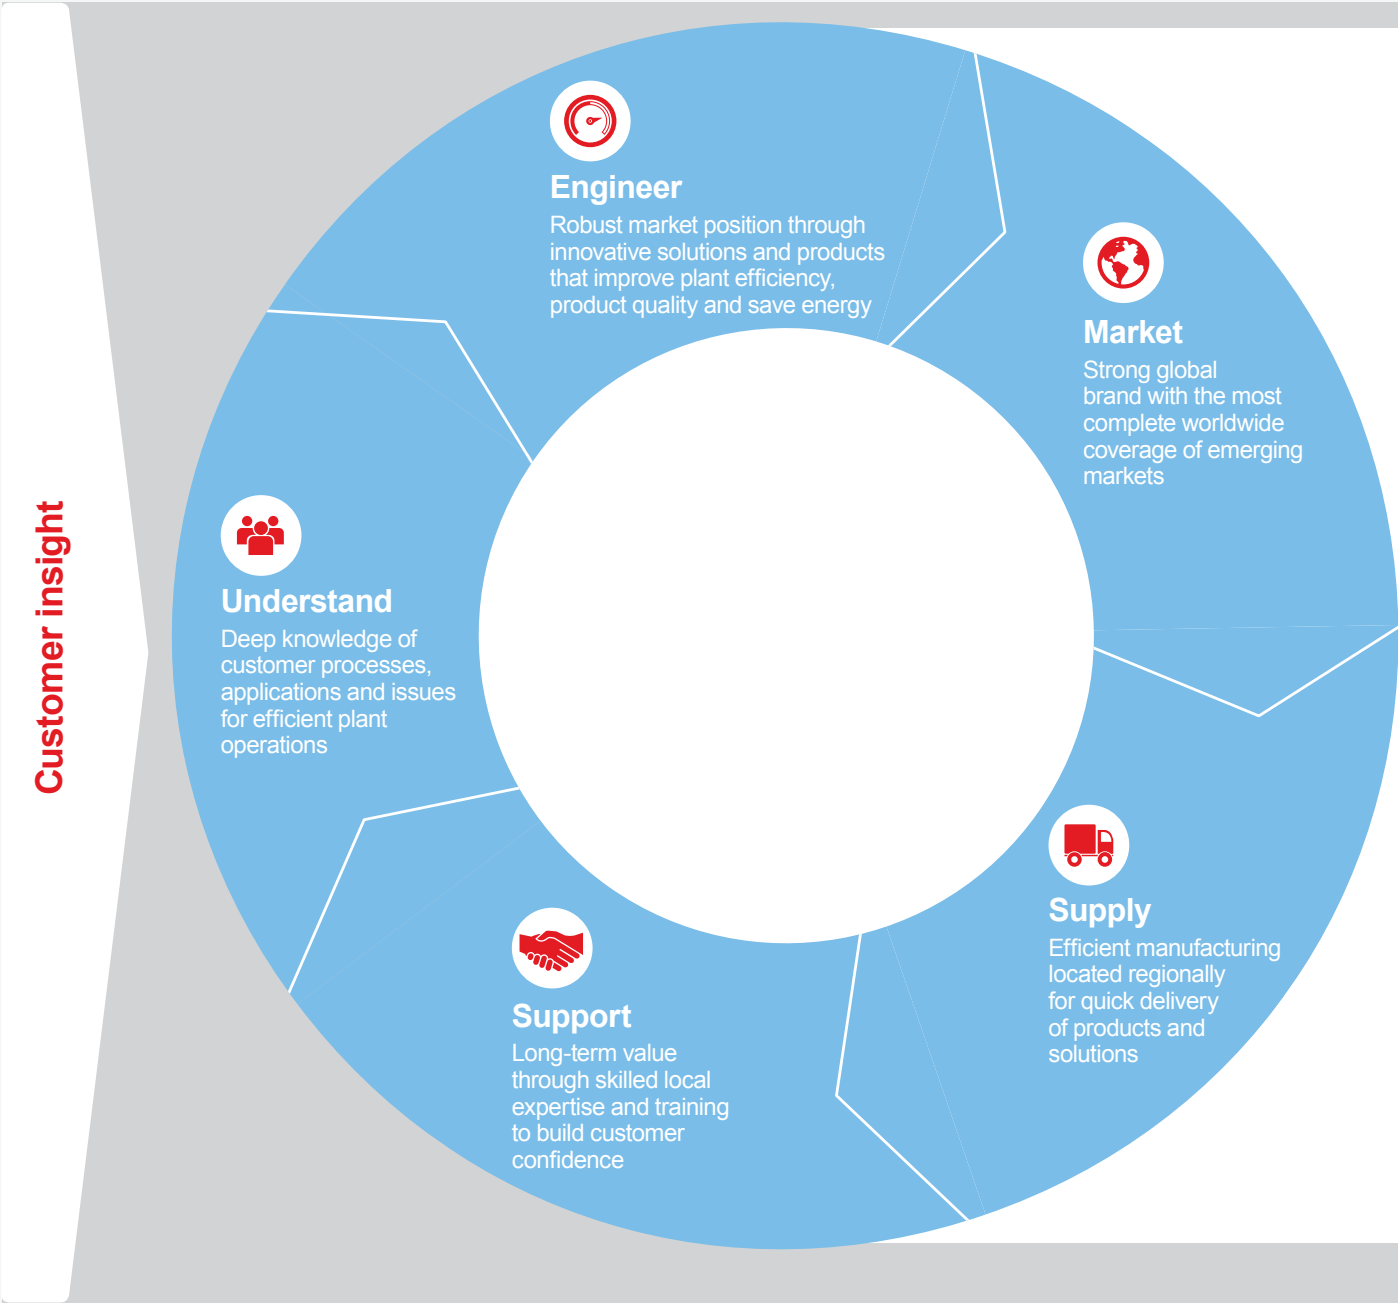 Customer insight
Engineer
Robust market position through
innovative solutions and products
that improve plant efficiency,
product quality and save energy
Market
Strong global
brand with the most
complete worldwide
coverage of emerging
markets
Understand
Deep knowledge of
customer processes,
applications and issues
for efficient plant
operations
Supply
Efficient manufacturing
located regionally
for quick delivery
of products and
solutions
Support
Long-term value
through skilled local
expertise and training
to build customer
confidence